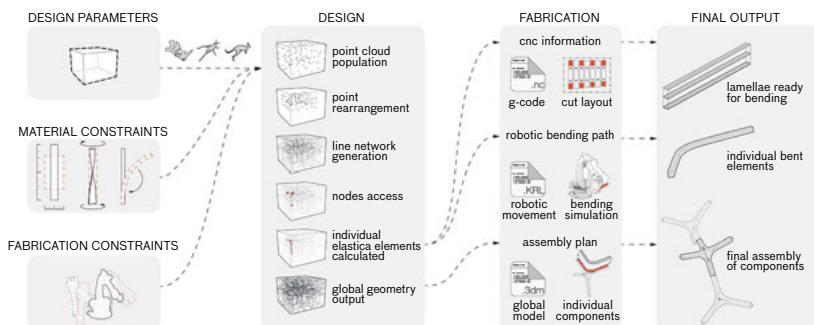 DESIGN PARAMETERS
MATERIAL CONSTRAINTS
FABRICATION CONSTRAINTS
DESIGN
point cloud
population
point
rearrangement
line network
generation
nodes access
individual
elastica elements
calculated
global geometry
output
FABRICATION
cnc information
.nc
g-code
cut layout
robotic bending path
.KRL
robotic
movement
bending
simulation
assembly plan
.3dm
global
model
individual
components
FINAL OUTPUT
lamellae ready
for bending
individual bent
elements
final assembly
of components